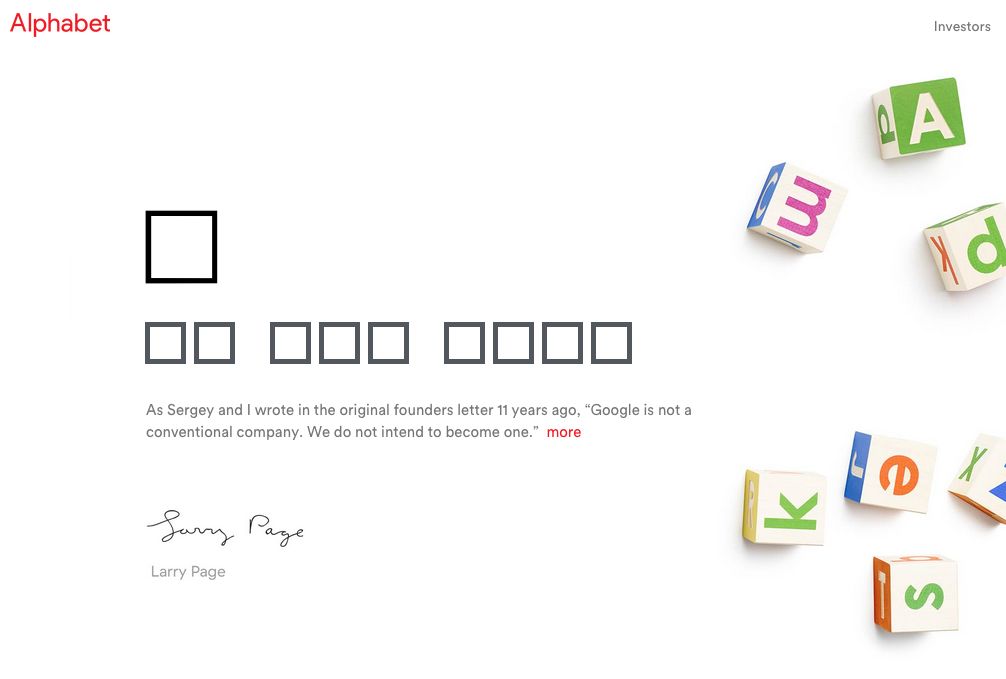 Alphabet
Investors
As Sergey and I wrote in the original founders letter 11 years ago, “Google is not a
conventional company. We do not intend to become one.” more
Larry Page
Larry Page
A
m
C
p
k
r
e
x
s